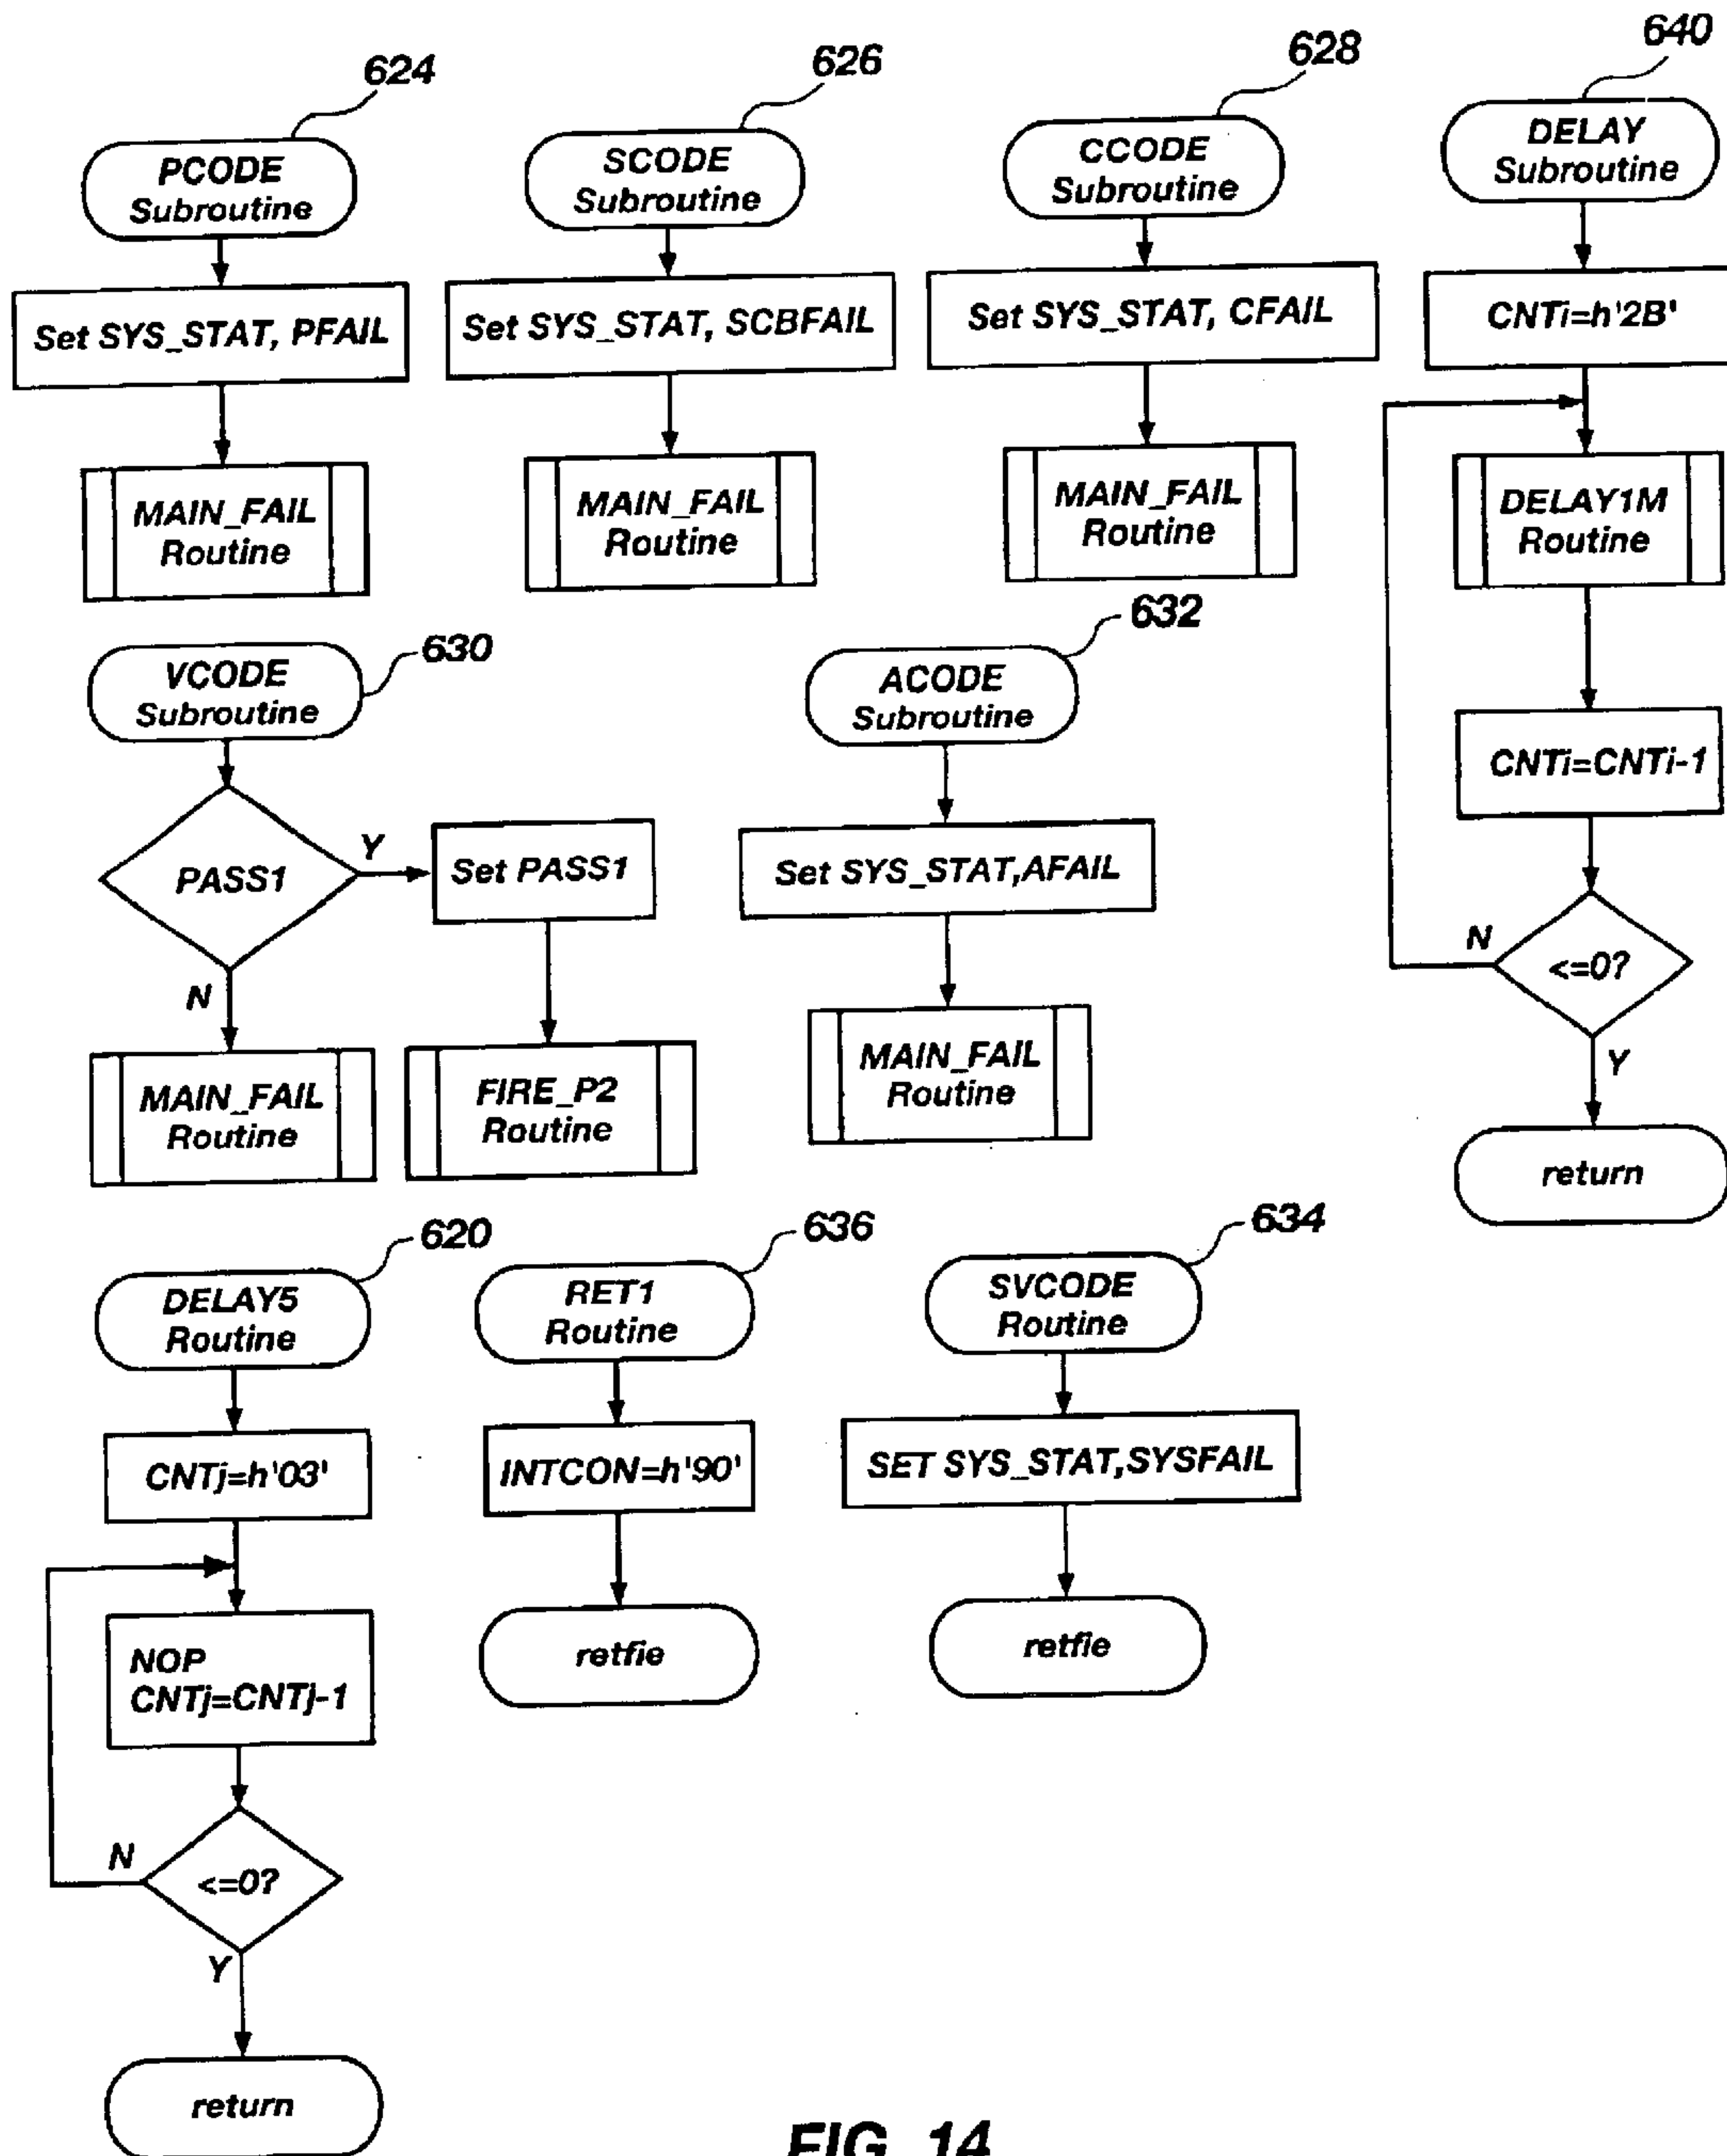 624
PCODE
Subroutine
Set SYS_STAT, PFAIL
MAIN_FAIL
Routine
626
SCODE
Subroutine
Set SYS_STAT, SCBFAIL
MAIN_FAIL
Routine
628
CCODE
Subroutine
Set SYS_STAT, CFAIL
MAIN_FAIL
Routine
640
DELAY
Subroutine
CNTi=h'2B'
DELAY1M
Routine
CNTi=CNTi-1
<=0?
N
Y
return
630
VCODE
Subroutine
PASS1
Y
Set PASS1
N
MAIN_FAIL
Routine
FIRE_P2
Routine
632
ACODE
Subroutine
Set SYS_STAT,AFAIL
MAIN_FAIL
Routine
620
DELAY5
Routine
CNTj=h'03'
NOP
CNTj=CNTj-1
<=0?
N
Y
return
636
RET1
Routine
INTCON=h'90'
retfie
634
SVCODE
Routine
SET SYS_STAT,SYSFAIL
retfie
FIG. 14